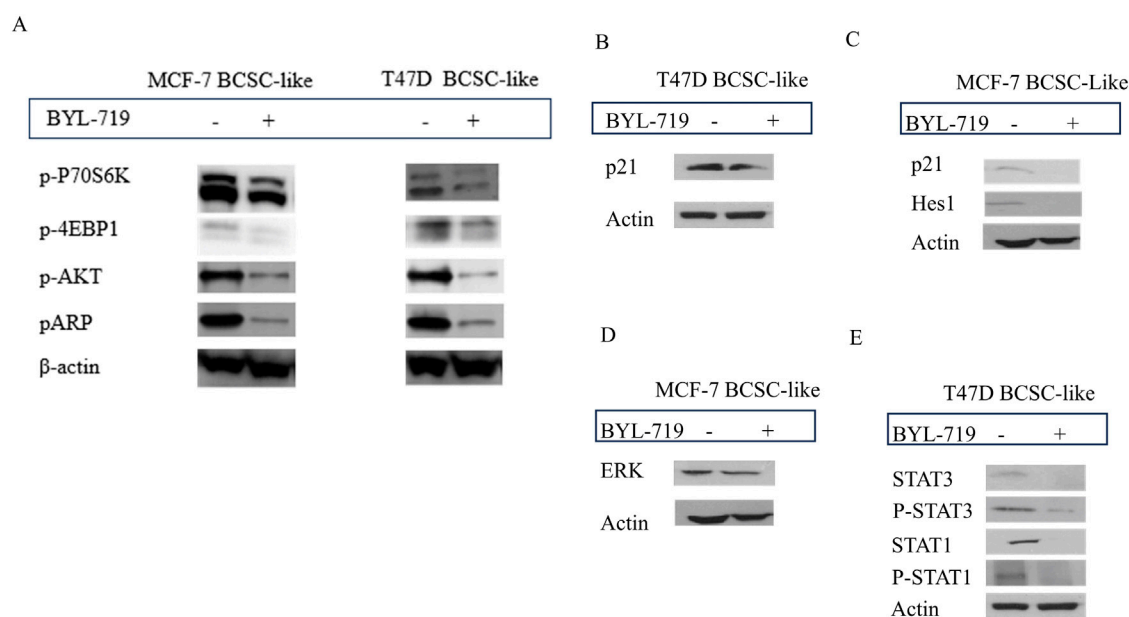 A
MCF-7 BCSC-like T47D BCSC-like
BYL-719 - + - +
p-P70S6K
p-4EBP1
p-AKT
pARP
β-actin
B
T47D BCSC-like
BYL-719 - +
p21
Actin
C
MCF-7 BCSC-Like
BYL-719 - +
p21
Hes1
Actin
D
MCF-7 BCSC-like
BYL-719 - +
ERK
Actin
E
T47D BCSC-like
BYL-719 - +
STAT3
P-STAT3
STAT1
P-STAT1
Actin